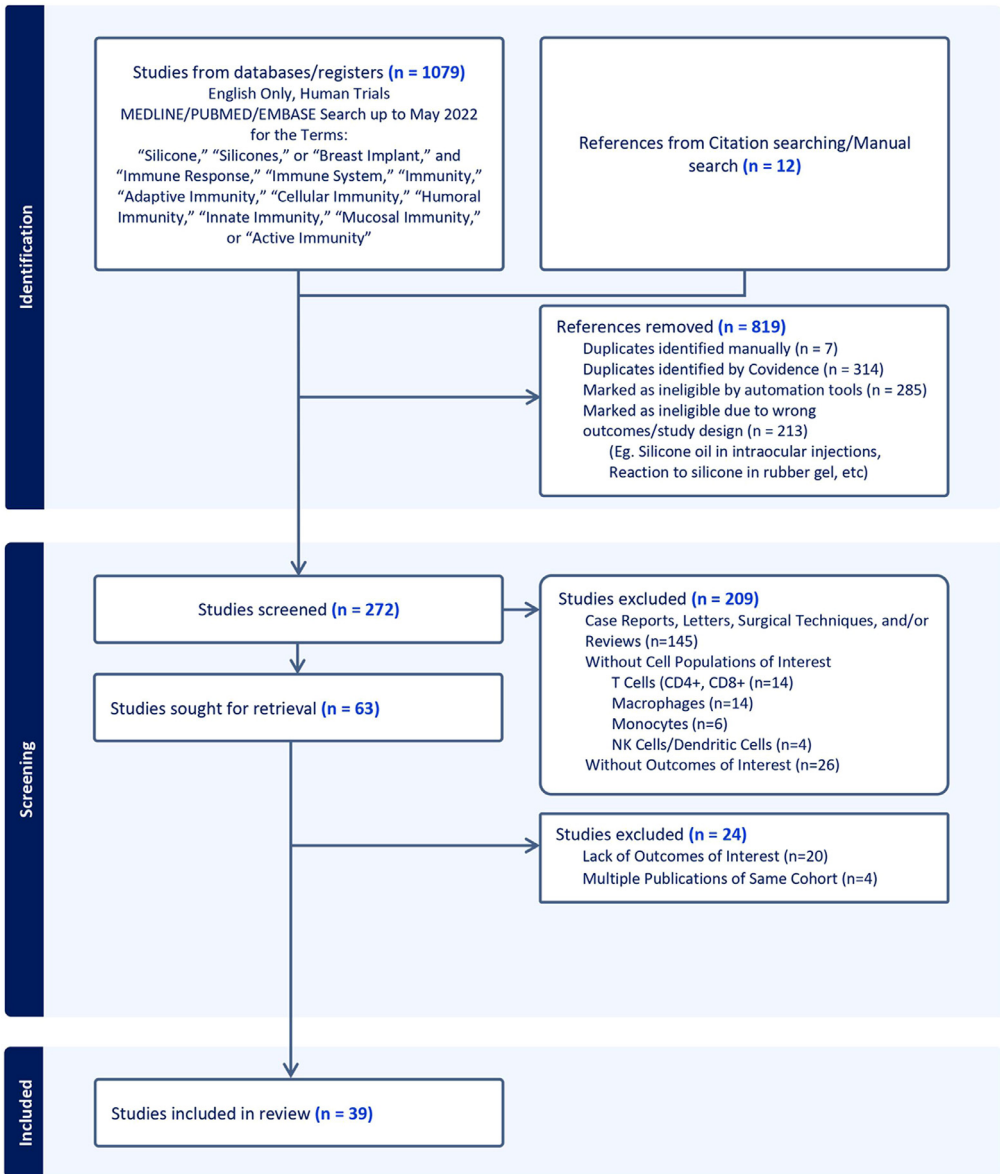 Identification
Studies from databases/registers (n = 1079)
English Only, Human Trials
MEDLINE/PUBMED/EMBASE Search up to May 2022
for the Terms:
“Silicone,” “Silicones,” or “Breast Implant,” and
“Immune Response,” “Immune System,” “Immunity,”
“Adaptive Immunity,” “Cellular Immunity,” “Humoral
Immunity,” “Innate Immunity,” “Mucosal Immunity,”
or “Active Immunity”
References from Citation searching/Manual
search (n = 12)
References removed (n = 819)
Duplicates identified manually (n = 7)
Duplicates identified by Covidence (n = 314)
Marked as ineligible by automation tools (n = 285)
Marked as ineligible due to wrong
outcomes/study design (n = 213)
(Eg. Silicone oil in intraocular injections,
Reaction to silicone in rubber gel, etc)
Screening
Studies screened (n = 272)
Studies excluded (n = 209)
Case Reports, Letters, Surgical Techniques, and/or
Reviews (n=145)
Without Cell Populations of Interest
T Cells (CD4+, CD8+ (n=14)
Macrophages (n=14)
Monocytes (n=6)
NK Cells/Dendritic Cells (n=4)
Without Outcomes of Interest (n=26)
Studies sought for retrieval (n = 63)
Studies excluded (n = 24)
Lack of Outcomes of Interest (n=20)
Multiple Publications of Same Cohort (n=4)
Included
Studies included in review (n = 39)